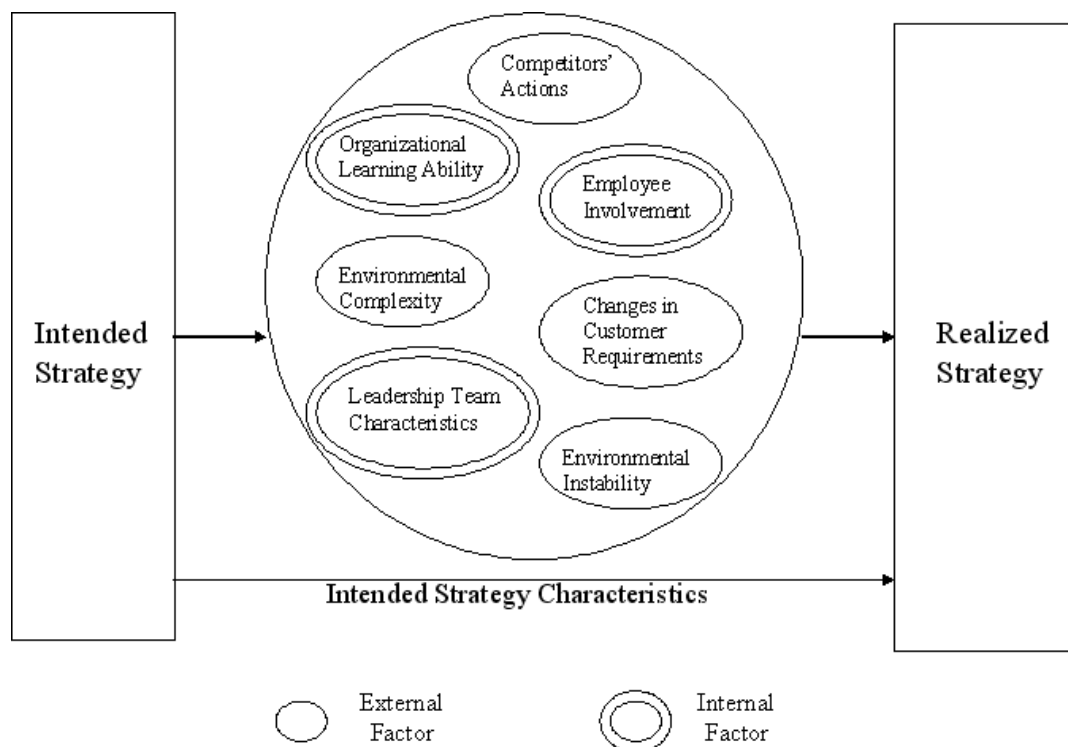 Competitors'
Actions
Organizational
Learning Ability
Employee
Involvement
Environmental
Complexity
Changes in
Customer
Requirements
Intended
Strategy
Realized
Strategy
Leadership Team
Characteristics
Environmental
Instability
Intended Strategy Characteristics
External
Factor
Internal
Factor